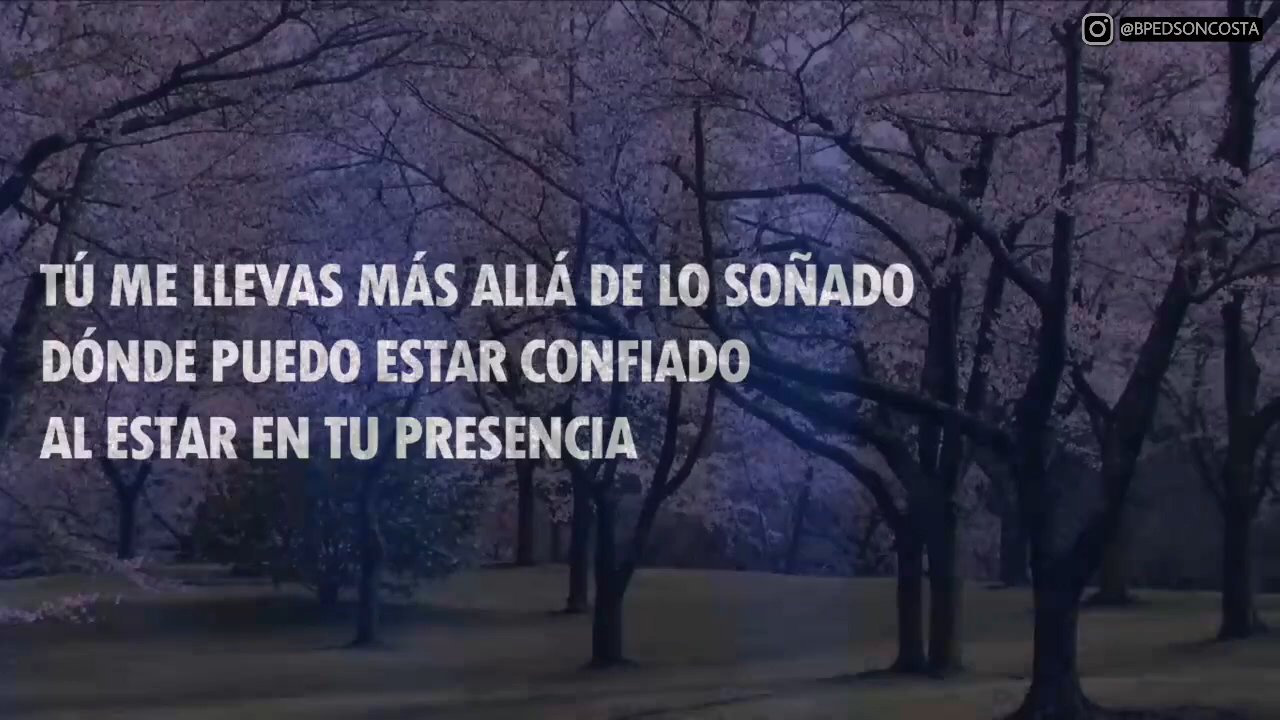 @BPEDSONCOSTA
TÚ ME LLEVAS MÁS ALLÁ DE LO SOÑADO
DÓNDE PUEDO ESTAR CONFIADO
AL ESTAR EN TU PRESENCIA